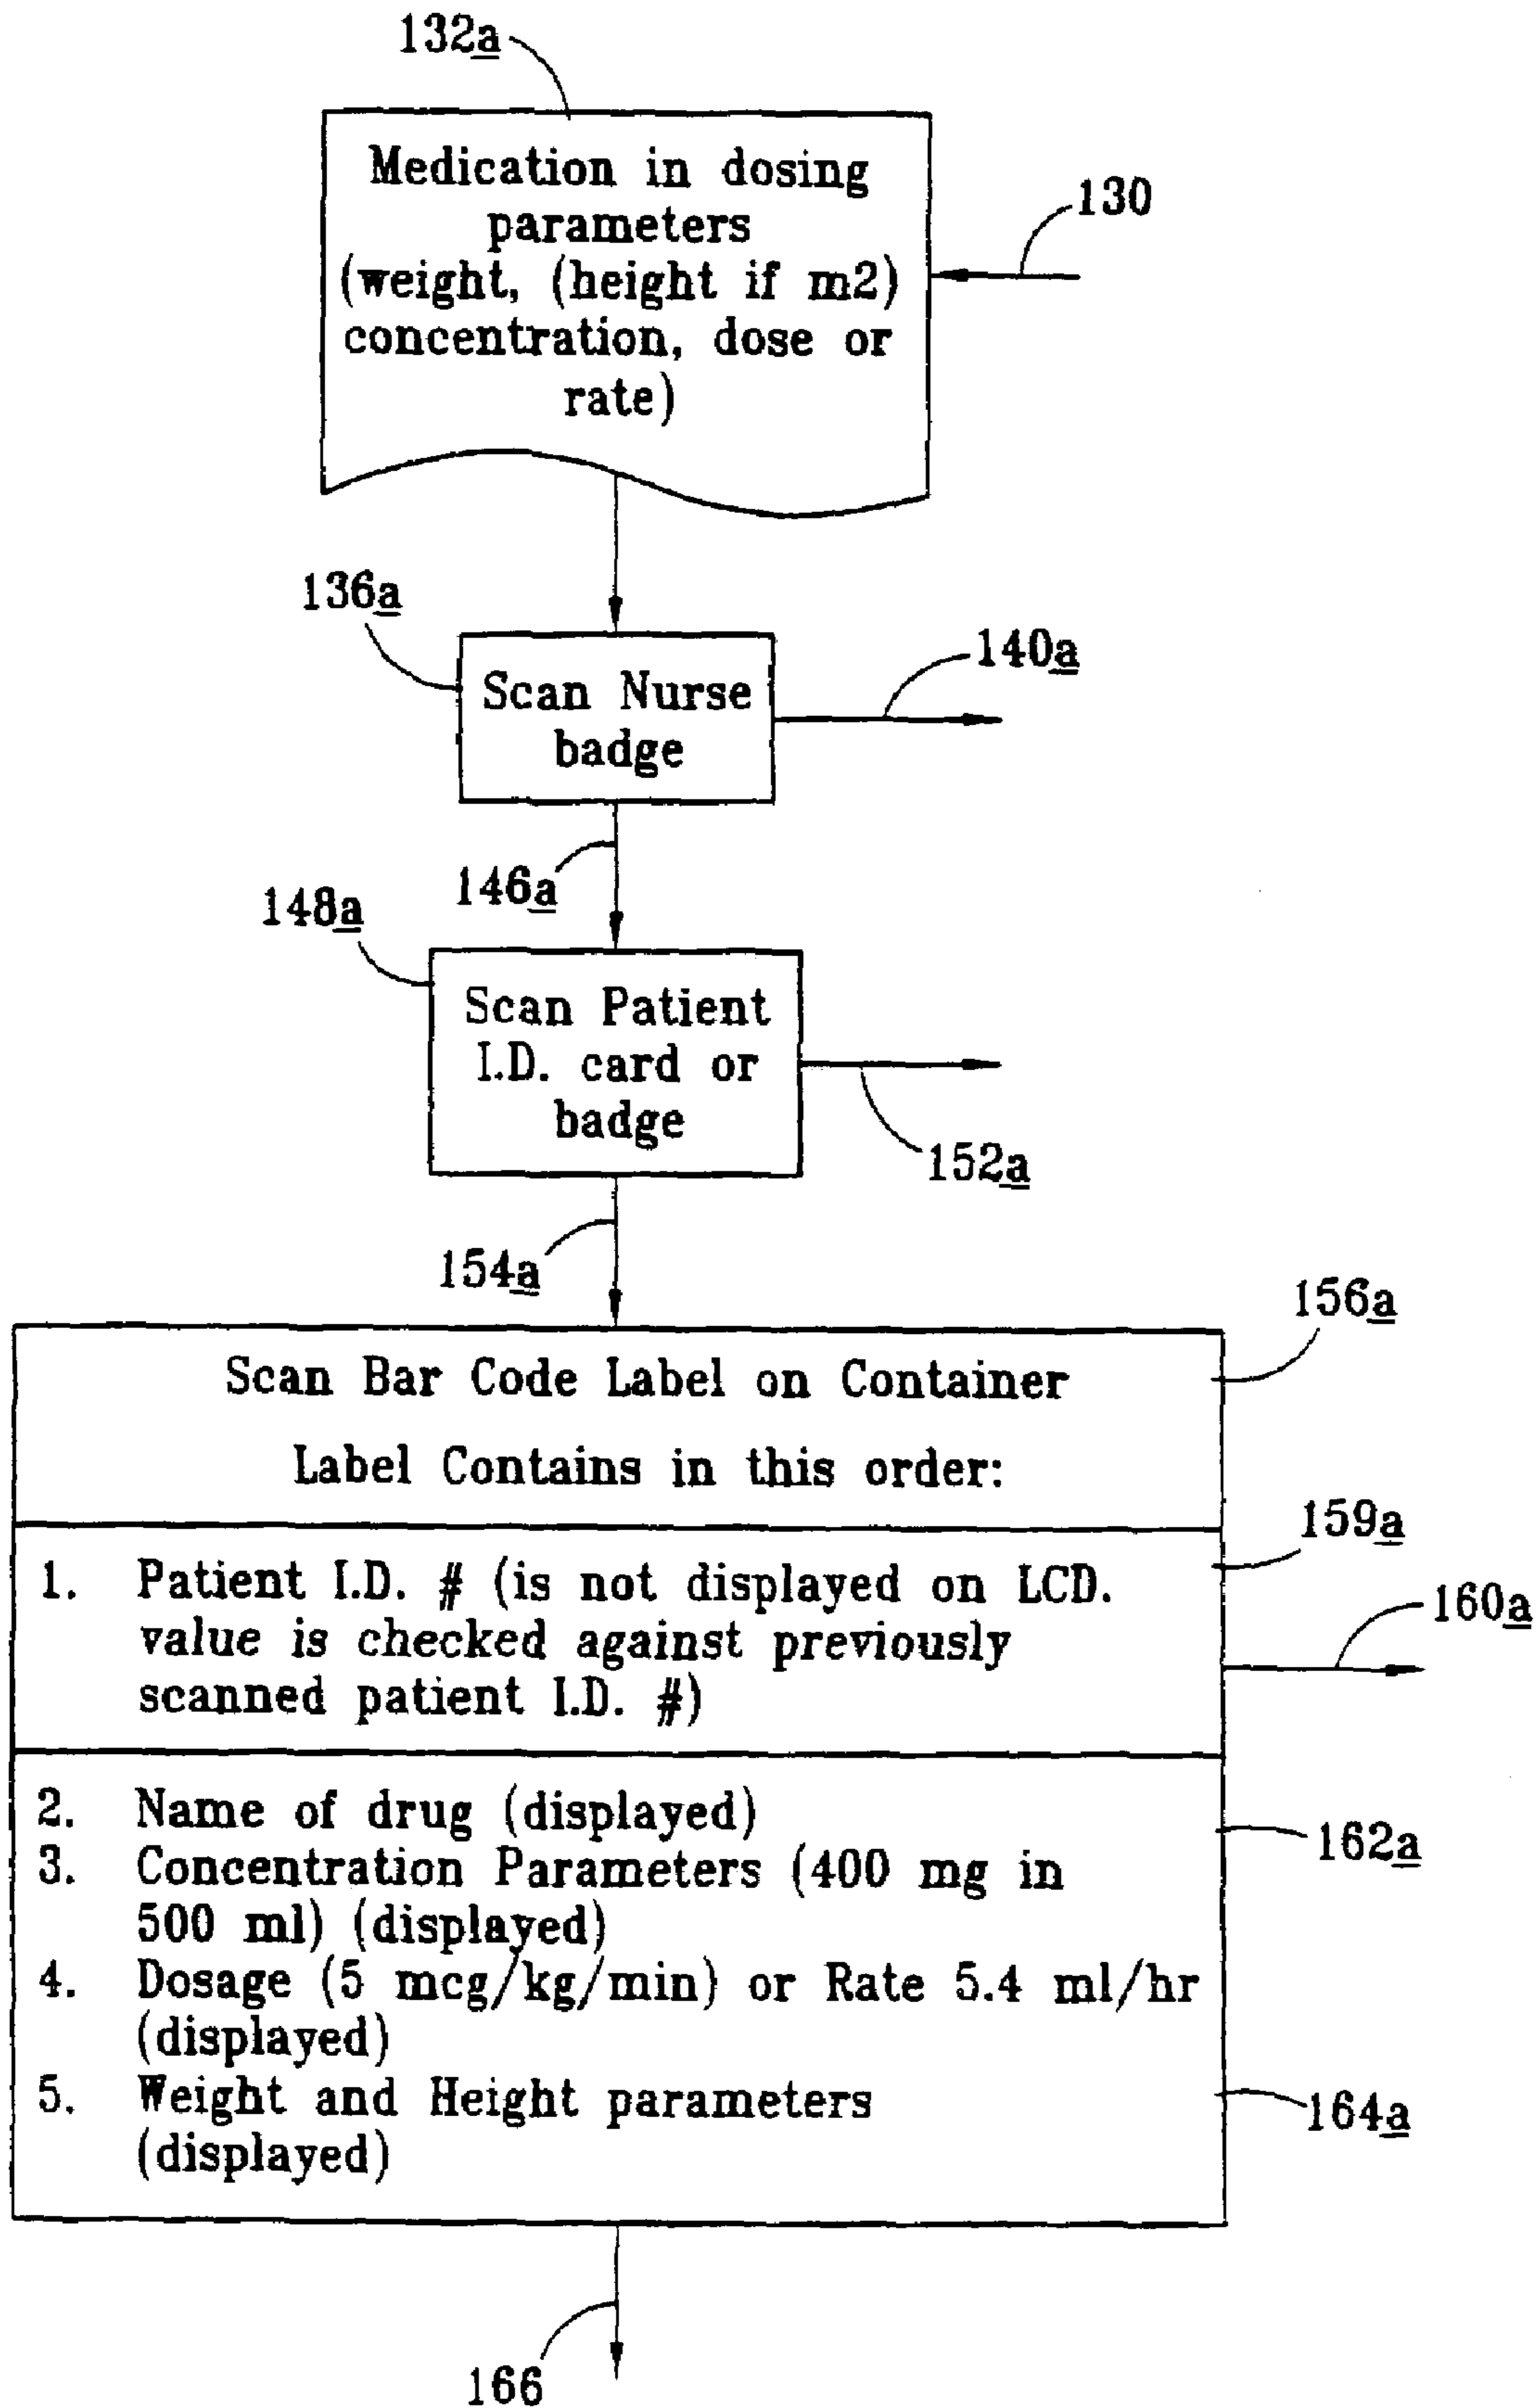 132a
Medication in dosing
parameters
(weight, (height if m2)
concentration, dose or
rate)
130
136a
Scan Nurse
badge
140a
146a
148a
Scan Patient
I.D. card or
badge
152a
154a
156a
Scan Bar Code Label on Container
Label Contains in this order:
159a
1. Patient I.D. # (is not displayed on LCD.
value is checked against previously
scanned patient I.D. #)
160a
2. Name of drug (displayed)
162a
3. Concentration Parameters (400 mg in
500 ml) (displayed)
4. Dosage (5 mcg/kg/min) or Rate 5.4 ml/hr
(displayed)
5. Weight and Height parameters
(displayed)
164a
166